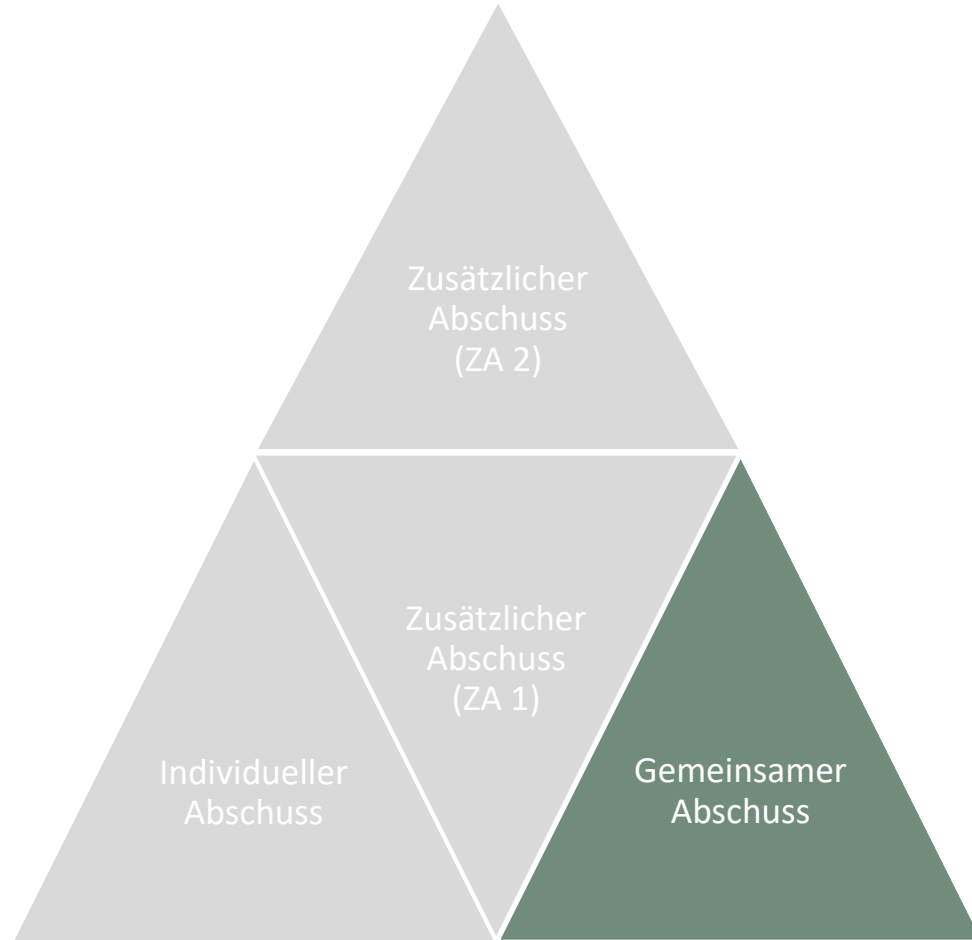 Zusätzlicher
Abschuss
(ZA 2)
Zusätzlicher
Abschuss
(ZA 1)
Individueller
Abschuss
Gemeinsamer
Abschuss